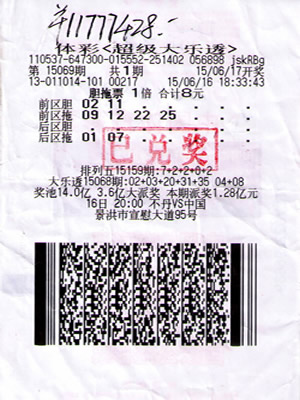 ¥11777428.-
体彩<超级大乐透>
110537-647300-015552-251402 056898 jskRBg
第 15069期 共1期 15/06/17开奖
13-011014-101 00217 15/06/16 18:33:43
胆拖票 1倍 合计8元
前区胆 02 11
前区拖 09 12 22 25
后区胆
后区拖 01 07
已兑奖
排列五15159期:7+2+2+0+2
大乐透15068期:02+03+20+31+35 04+08
奖池14.0亿 3.6亿大派奖 本期派奖1.28亿元
16日 20:00 不丹VS中国
景洪市宣慰大道95号